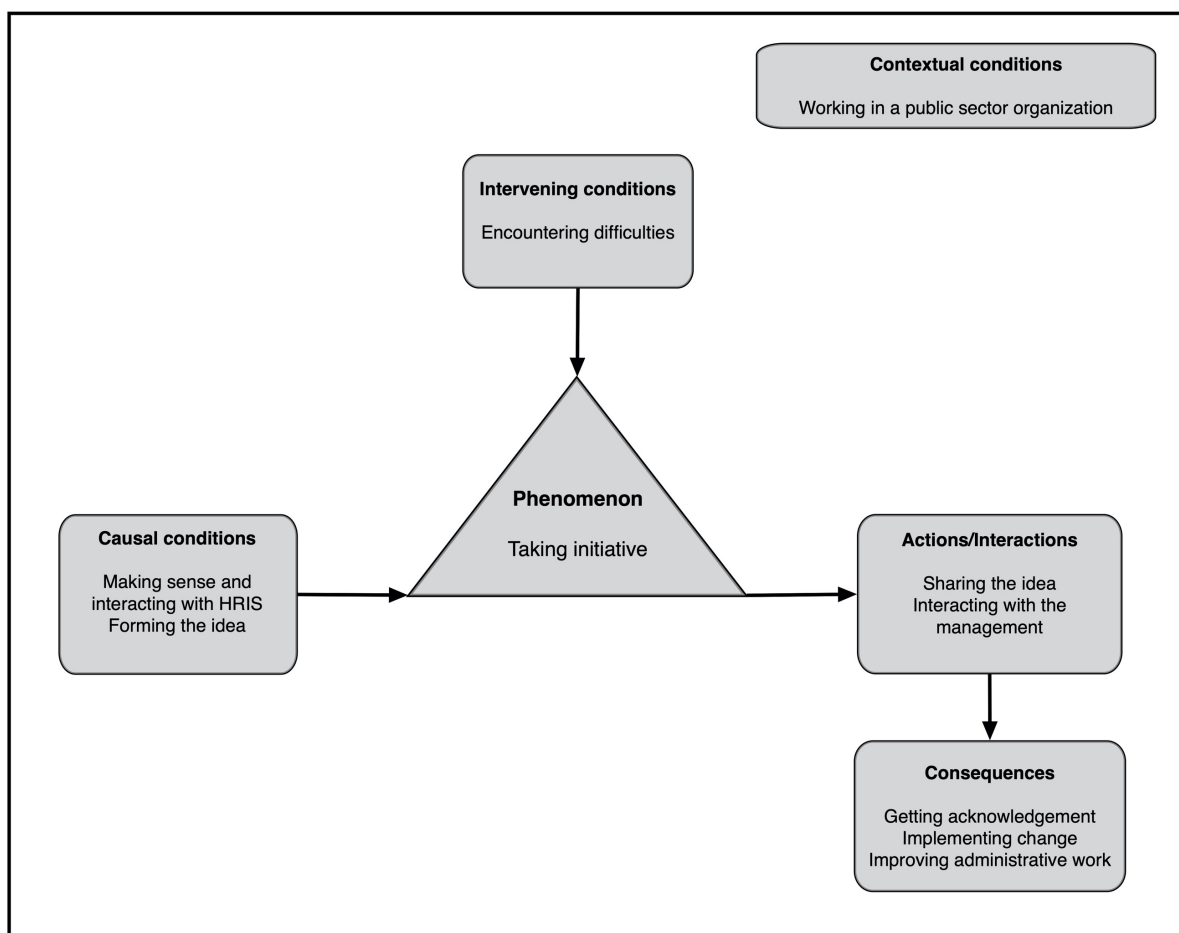 Contextual conditions
Working in a public sector organization
Intervening conditions
Encountering difficulties
Phenomenon
Taking initiative
Causal conditions
Making sense and
interacting with HRIS
Forming the idea
Actions/Interactions
Sharing the idea
Interacting with the
management
Consequences
Getting acknowledgement
Implementing change
Improving administrative work